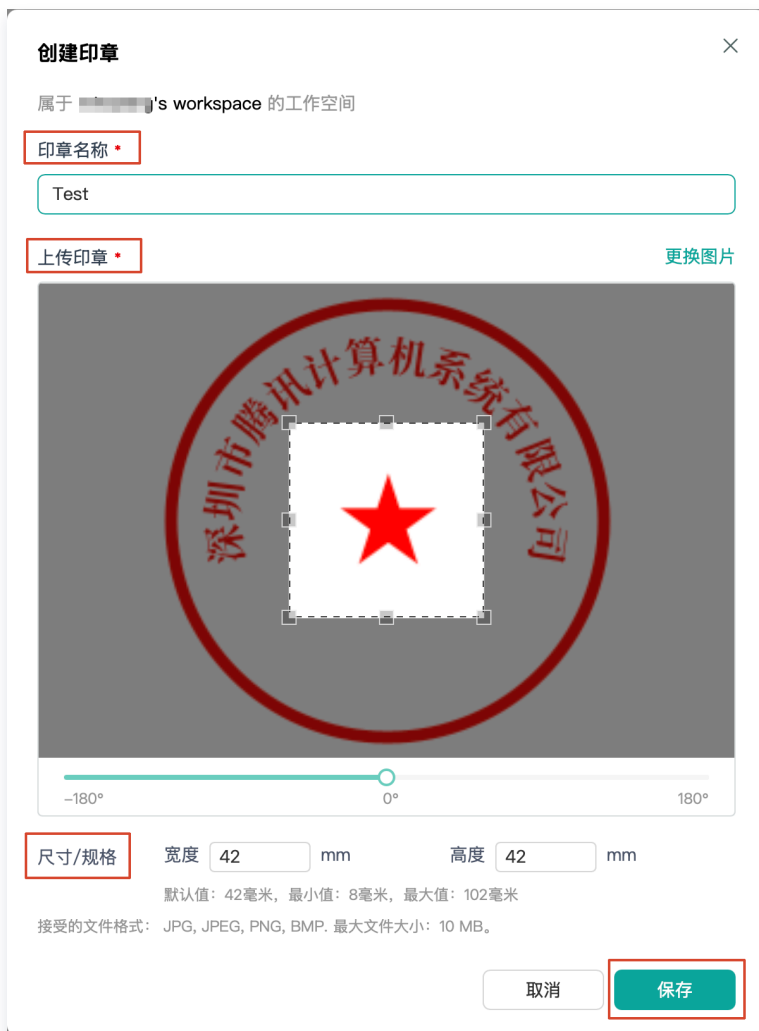 创建印章
属于 's workspace 的工作空间
印章名称 *
Test
上传印章 *
更换图片
深圳市腾讯计算机系统有限公司
-180°
0°
180°
尺寸/规格
宽度 42 mm
高度 42 mm
默认值：42毫米，最小值：8毫米，最大值：102毫米
接受的文件格式： JPG, JPEG, PNG, BMP. 最大文件大小：10 MB。
取消
保存